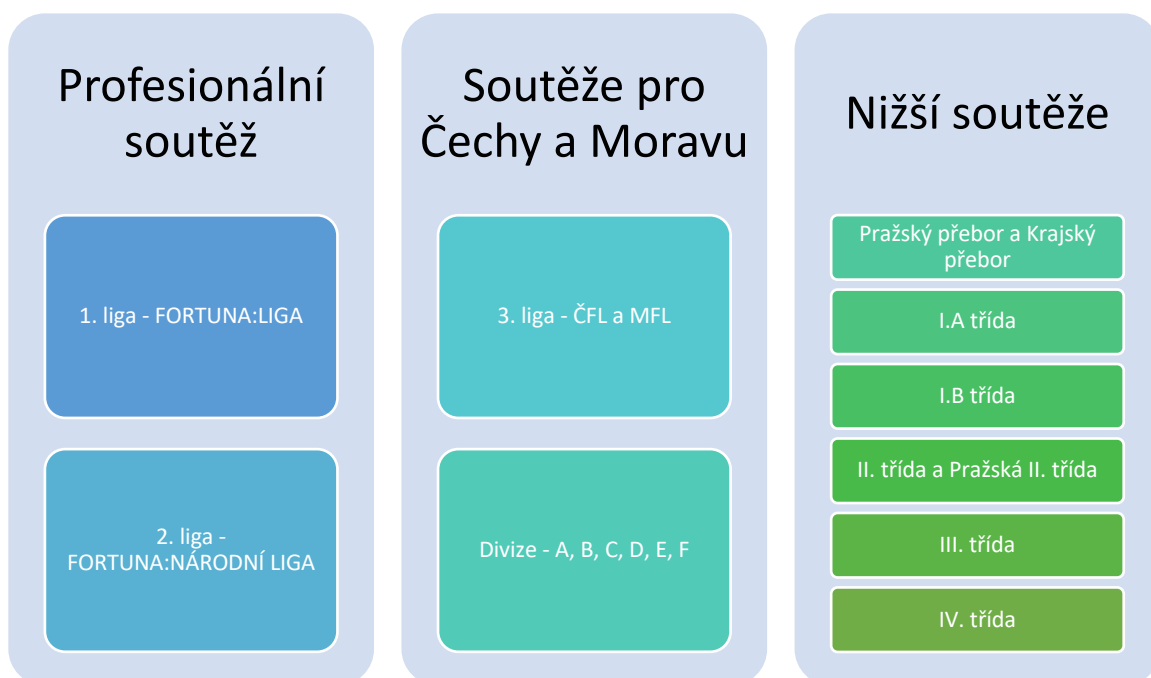 Profesionální
soutěž
1. liga - FORTUNA:LIGA
2. liga -
FORTUNA:NÁRODNÍ LIGA
Soutěže pro
Čechy a Moravu
3. liga - ČFL a MFL
Divize - A, B, C, D, E, F
Nižší soutěže
Pražský přebor a Krajský
přebor
I.A třída
I.B třída
II. třída a Pražská II. třída
III. třída
IV. třída